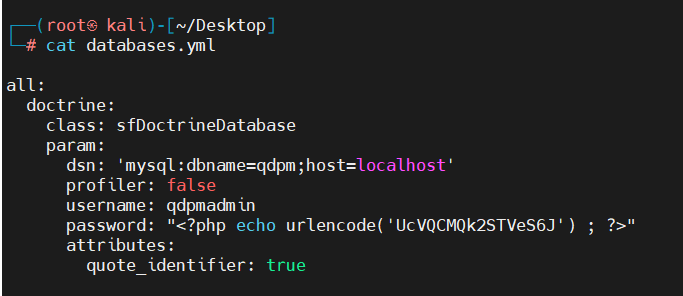 ┌──(root㉿ kali)-[~/Desktop]
└─# cat databases.yml
all:
  doctrine:
    class: sfDoctrineDatabase
    param:
      dsn: 'mysql:dbname=qdpm;host=localhost'
      profiler: false
      username: qdpmadmin
      password: "<?php echo urlencode('UcVQCMQk2STVeS6J') ; ?>"
      attributes:
        quote_identifier: true